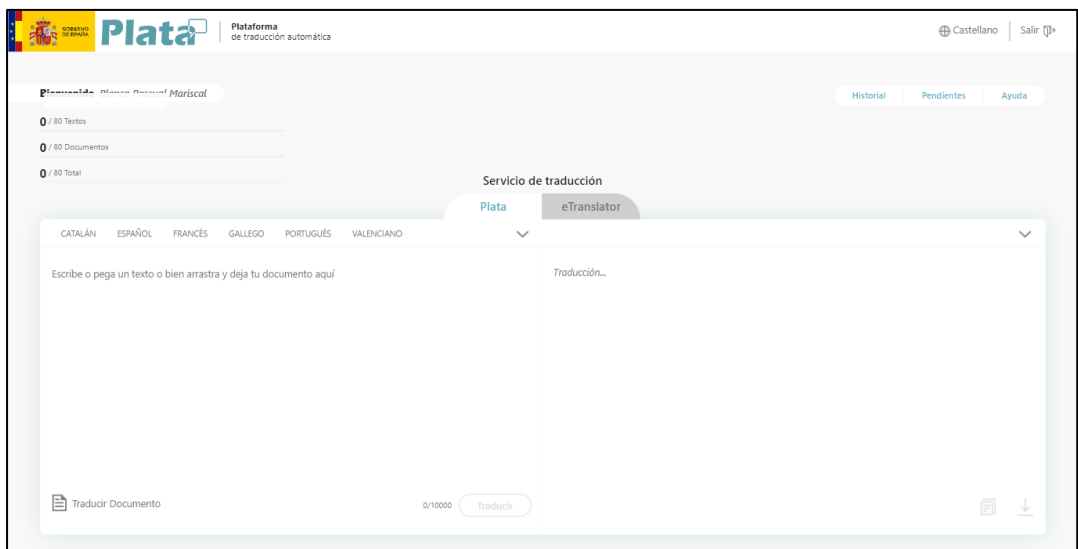 GOBIERNO
DE ESPAÑA
Plata
Plataforma
de traducción automática
Castellano
Salir
Bienvenido, Mariscal
Historial Pendientes Ayuda
0 / 80 Textos
0 / 80 Documentos
0 / 80 Total
Servicio de traducción
Plata eTranslator
CATALÁN ESPAÑOL FRANCÉS GALLEGO PORTUGUÉS VALENCIANO
Escribe o pega un texto o bien arrastra y deja tu documento aquí
Traducción...
Traducir Documento
0/10000 Traducir